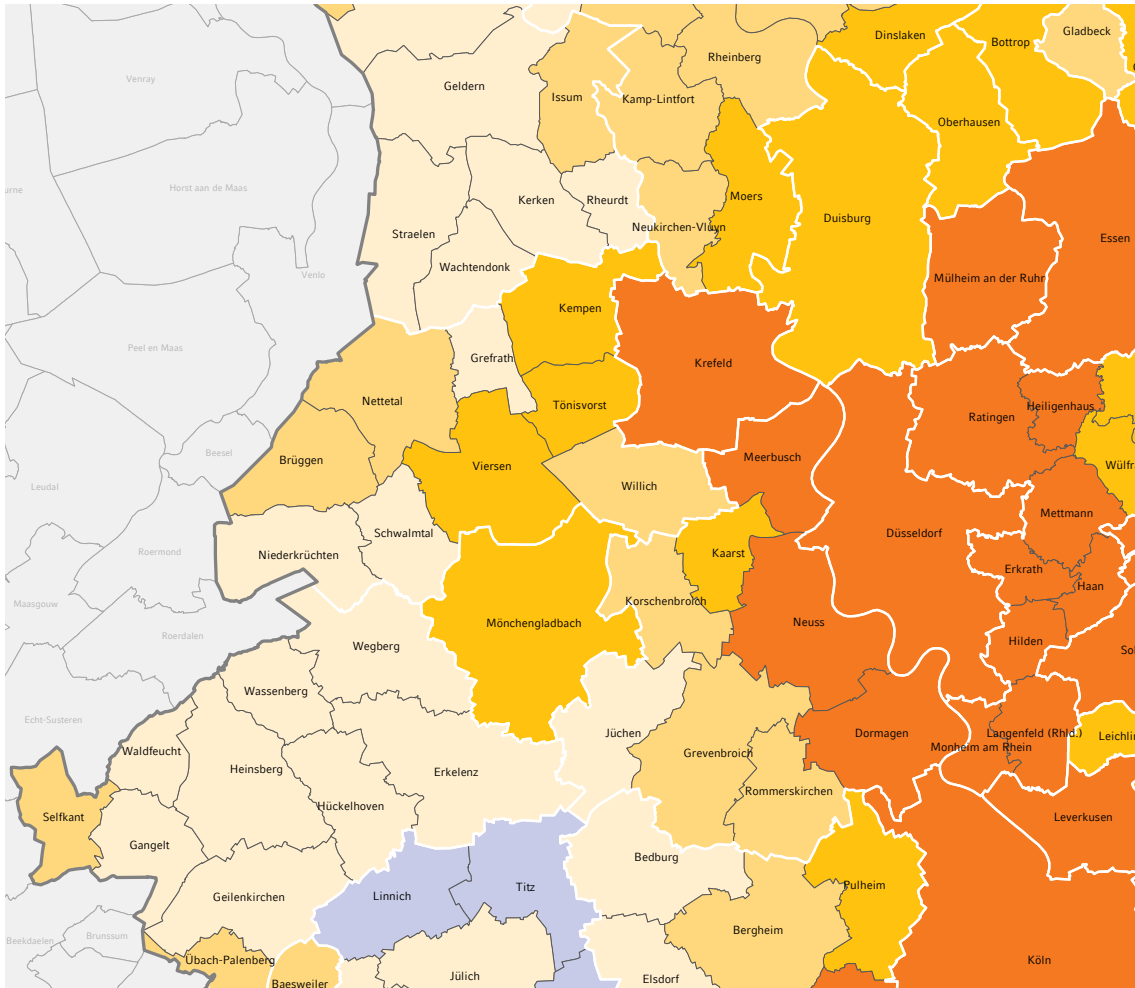 Dinslaken
Gladbeck
Bottrop
Rheinberg
Venray
Geldern
Issum
Kamp-Lintfort
Oberhausen
Horst aan de Maas
urne
Moers
Kerken
Rheurdt
Duisburg
Neukirchen-Vluyn
Straelen
Essen
Wachtendonk
Venlo
Mülheim an der Ruhr
Kempen
Peel en Maas
Grefrath
Krefeld
Nettetal
Tönisvorst
Heiligenhaus
Ratingen
Beesel
Brüggen
Viersen
Meerbusch
Wülfr
Leudal
Willich
Mettmann
Schwalmtal
Düsseldorf
Roermond
Niederkrüchten
Kaarst
Erkrath
Haan
Maasgouw
Korschenbroich
Mönchengladbach
Neuss
Roerdalen
Hilden
Wegberg
Sol
Wassenberg
Echt-Susteren
Jüchen
Dormagen
Langenfeld (Rhld.)
Leichlin
Waldfeucht
Monheim am Rhein
Grevenbroich
Heinsberg
Erkelenz
Rommerskirchen
Hückelhoven
Selfkant
Leverkusen
Gangelt
Bedburg
Titz
Pulheim
Linnich
Geilenkirchen
Bergheim
Brunssum
Beekdaelen
Übach-Palenberg
Köln
Jülich
Elsdorf
Baesweiler